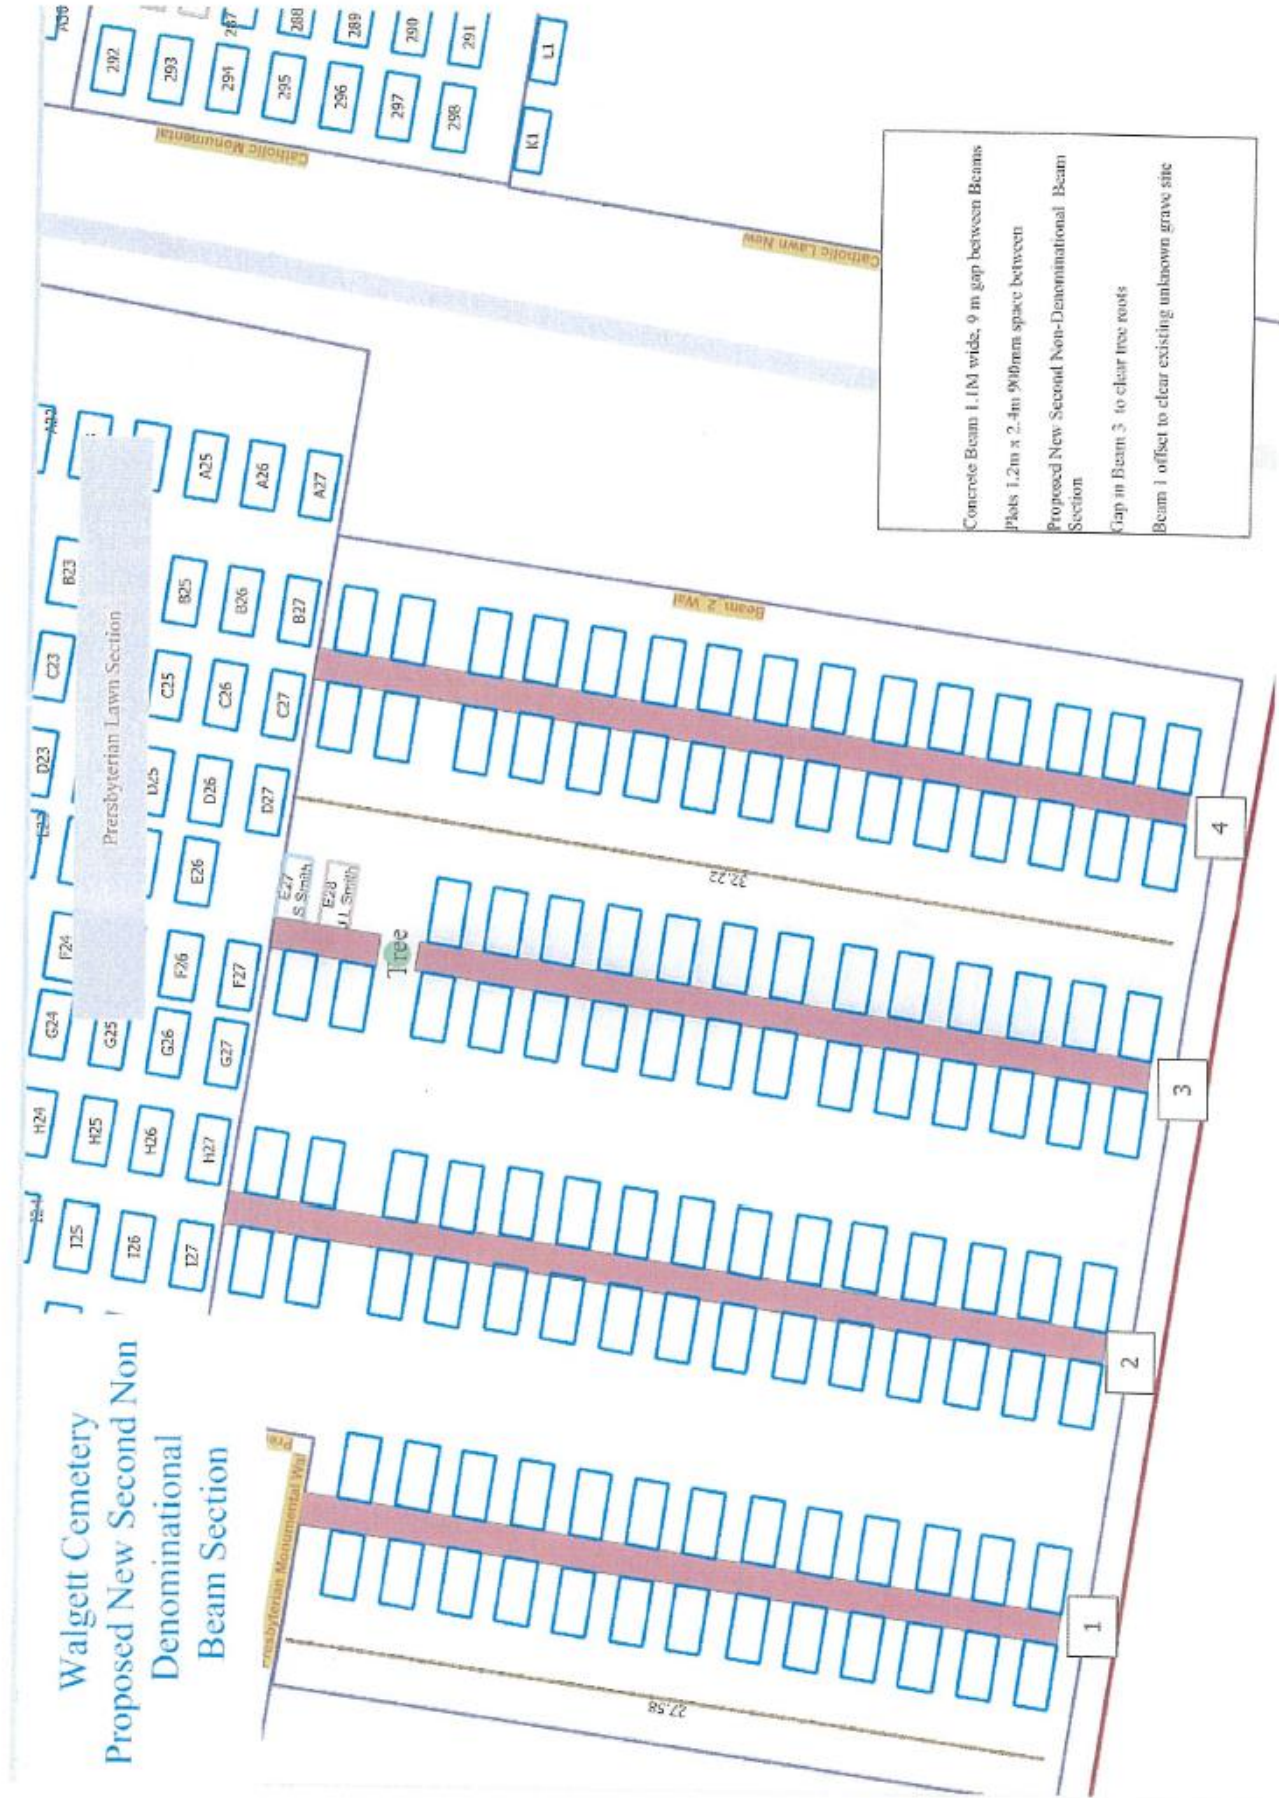 Walgett Cemetery
Proposed New Second Non
Denominational
Beam Section
292
293
287
294
288
295
289
296
290
297
291
298
L1
K1
Catholic Monumental
Catholic Lawn New
Prersbyterian Lawn Section
A25
A26
A27
B23
B25
B26
B27
C23
C25
C26
C27
D23
D25
D26
D27
E26
E27
S Smith
E28
J L Smith
F24
F26
F27
G24
G25
G26
G27
H24
H25
H26
H27
I25
I26
I27
Tree
Beam 2 Wal
Presbyterian Monumental Wal
Pre
32.22
27.58
1
2
3
4
Concrete Beam 1.1M wide, 9 m gap between Beams
Plots 1.2m x 2.4m 900mm space between
Proposed New Second Non-Denominational Beam
Section
Gap in Beam 3 to clear tree roots
Beam 1 offset to clear existing unknown grave site